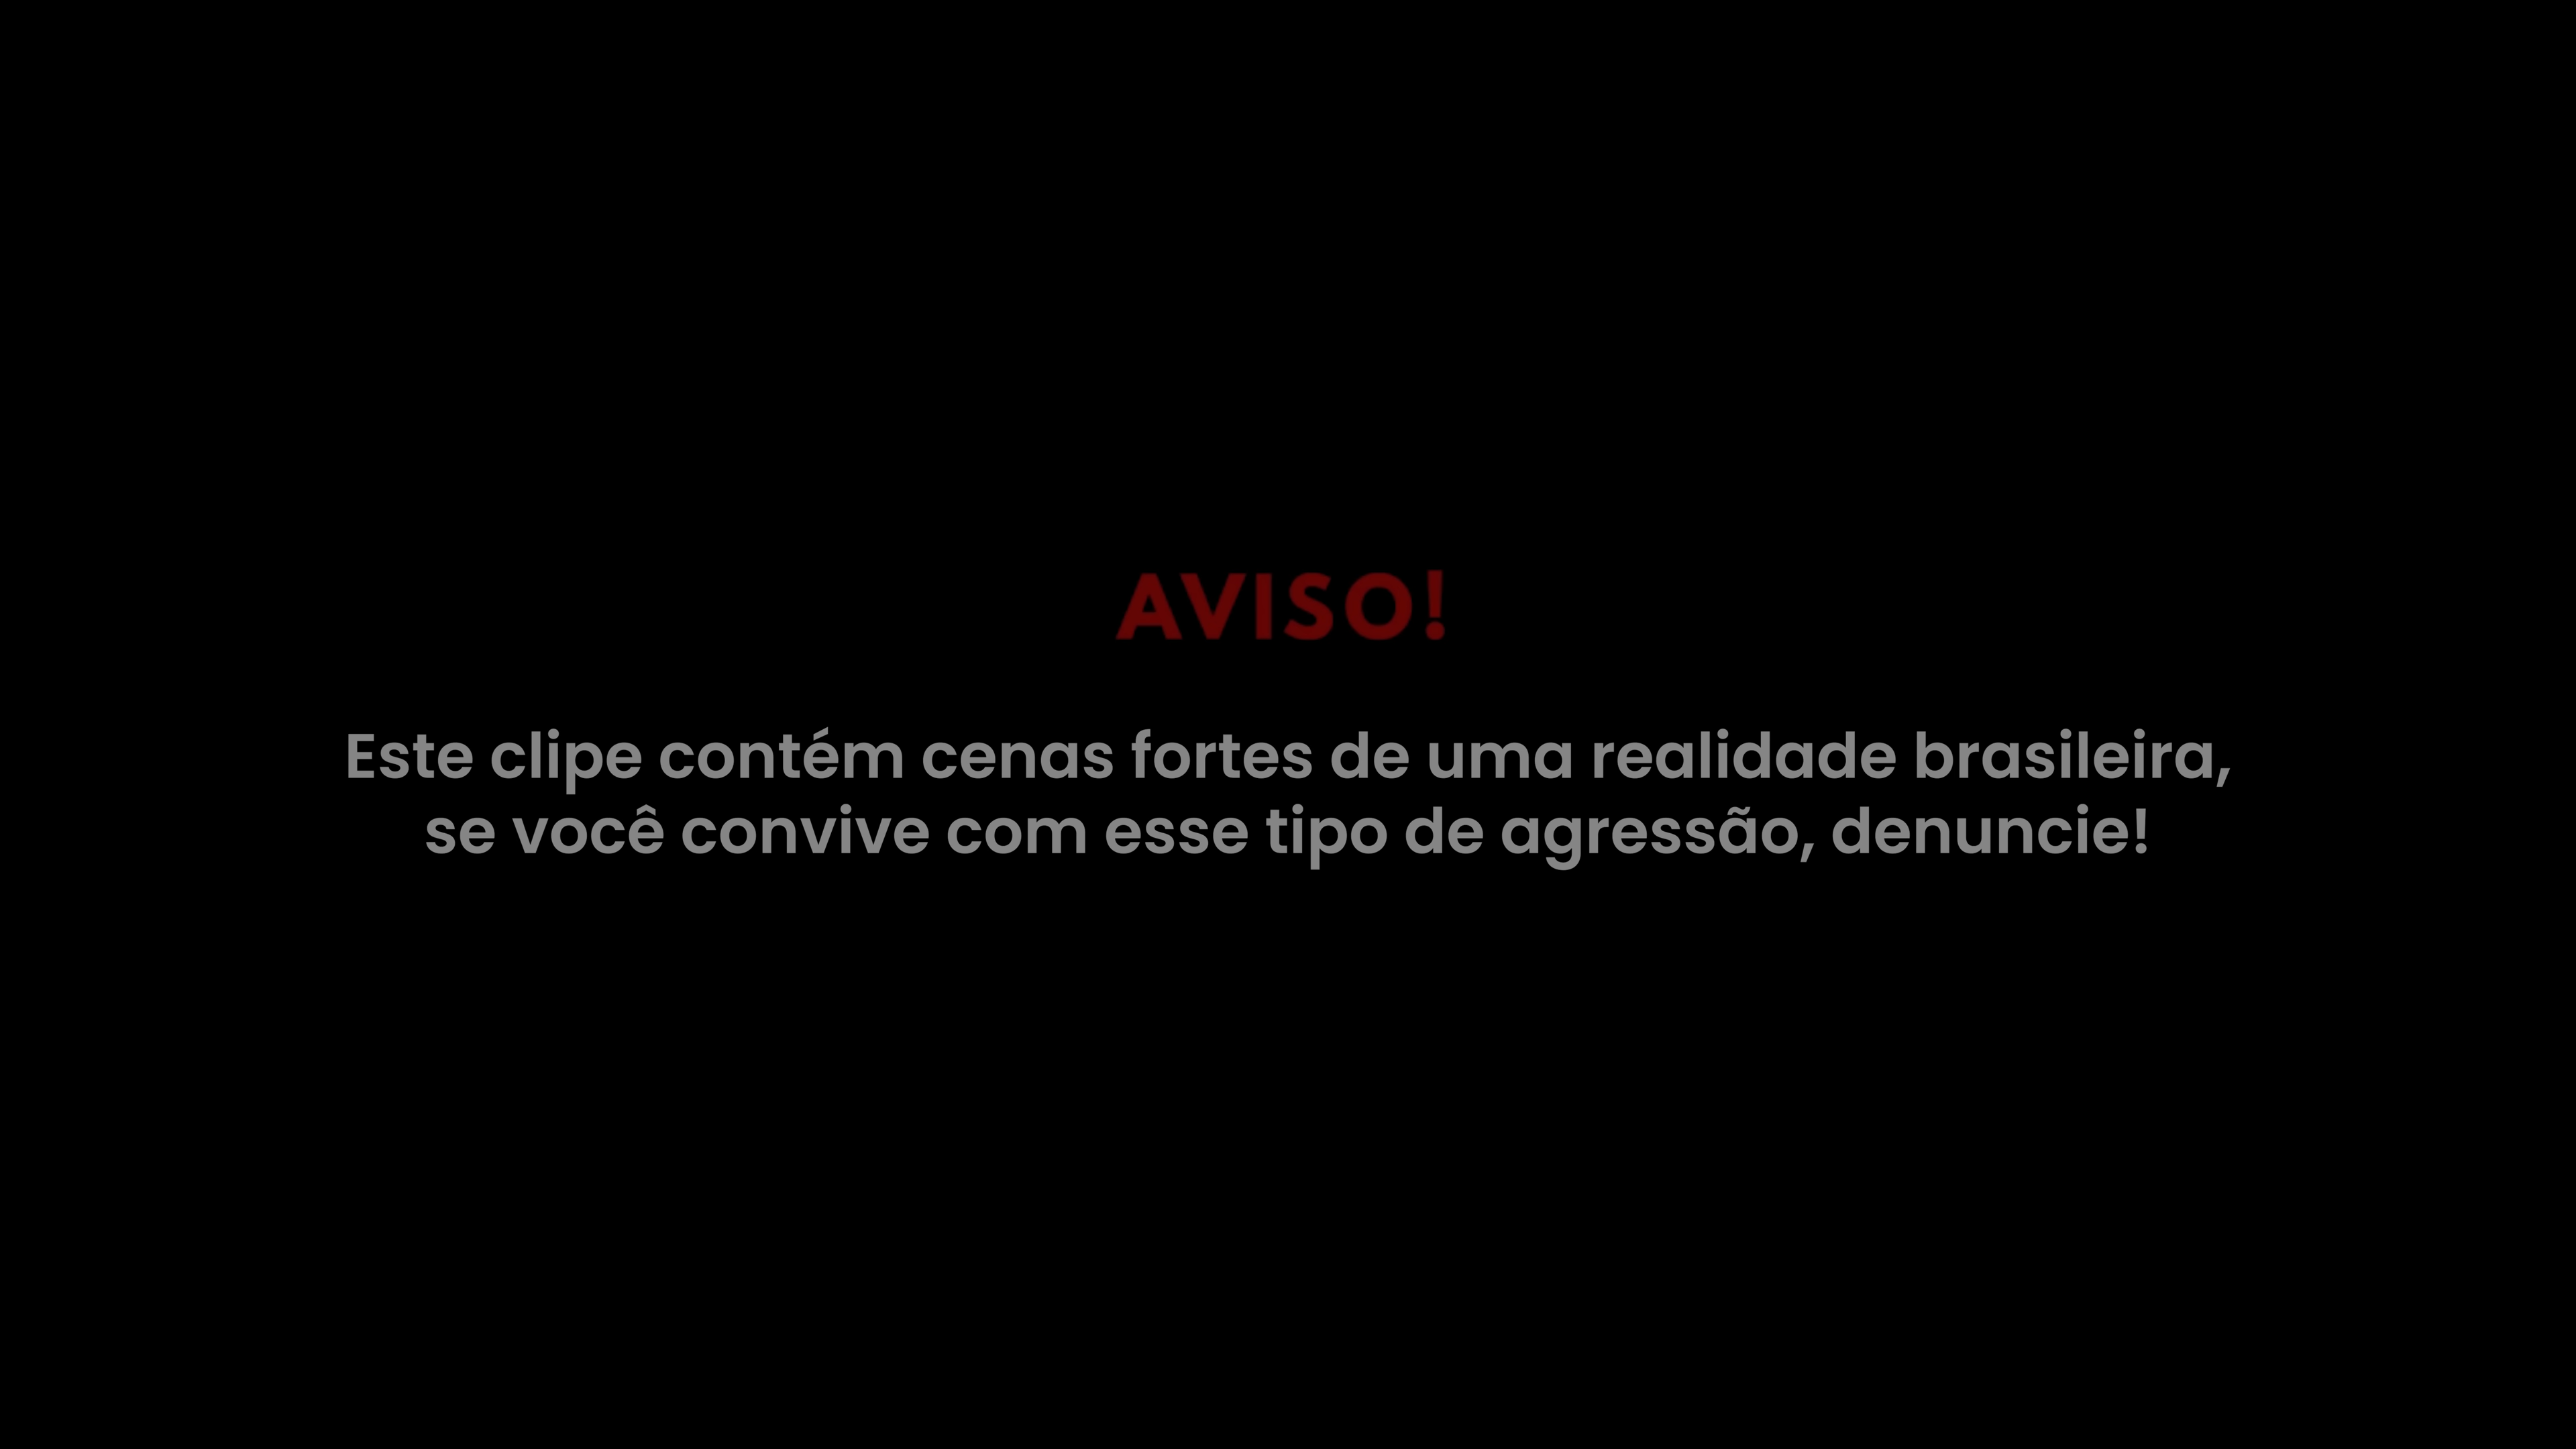 AVISO!
Este clipe contém cenas fortes de uma realidade brasileira,
se você convive com esse tipo de agressão, denuncie!